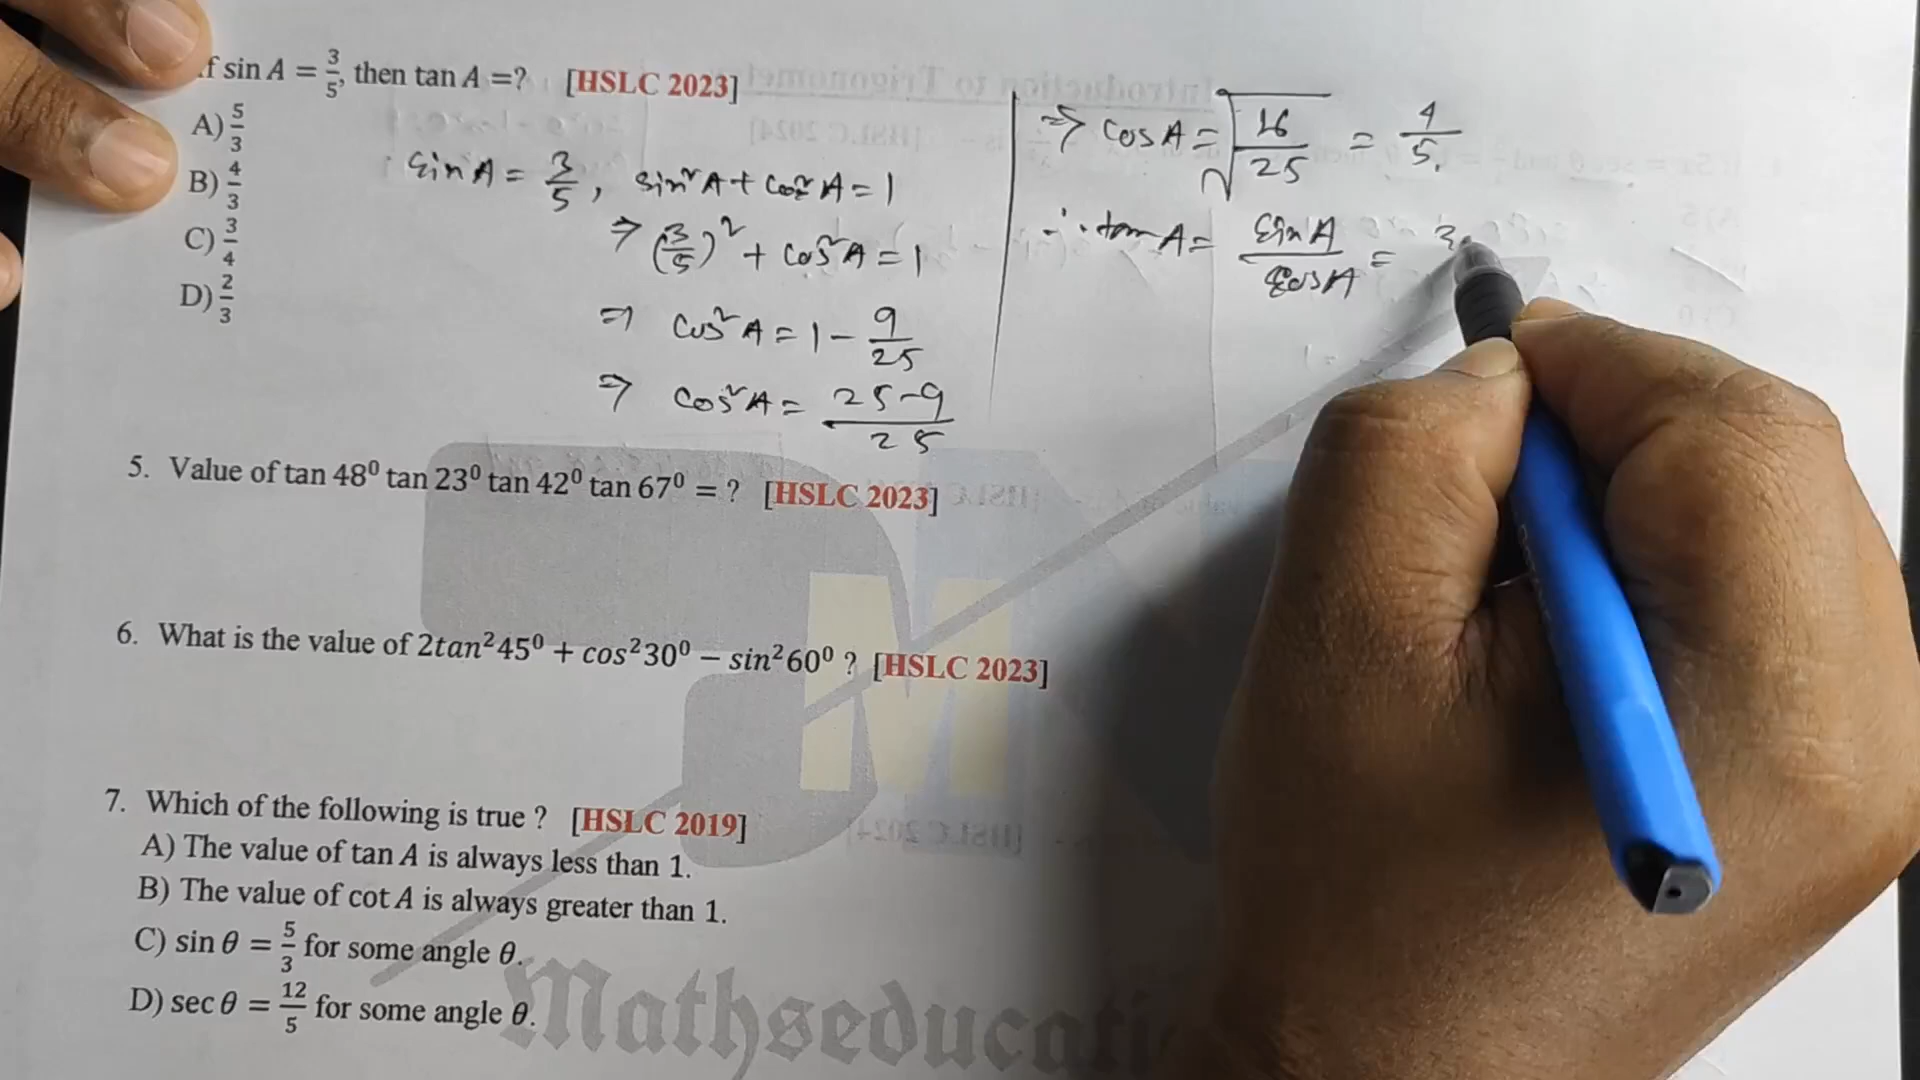 f sin A = 3/5, then tan A =? [HSLC 2023]
A) 5/3
B) 4/3
C) 3/4
D) 2/3
sin A = 3/5, sin²A + cos²A = 1
⇒ (3/5)² + cos²A = 1
⇒ cos²A = 1 − 9/25
⇒ cos²A = 25-9/25
⇒ cos A = √16/25 = 4/5.
∴ tan A = sin A/cos A = 3
5. Value of tan 48⁰ tan 23⁰ tan 42⁰ tan 67⁰ = ? [HSLC 2023]
6. What is the value of 2tan²45⁰ + cos²30⁰ − sin²60⁰ ? [HSLC 2023]
7. Which of the following is true ? [HSLC 2019]
A) The value of tan A is always less than 1.
B) The value of cot A is always greater than 1.
C) sin θ = 5/3 for some angle θ.
D) sec θ = 12/5 for some angle θ.
Mathseducati